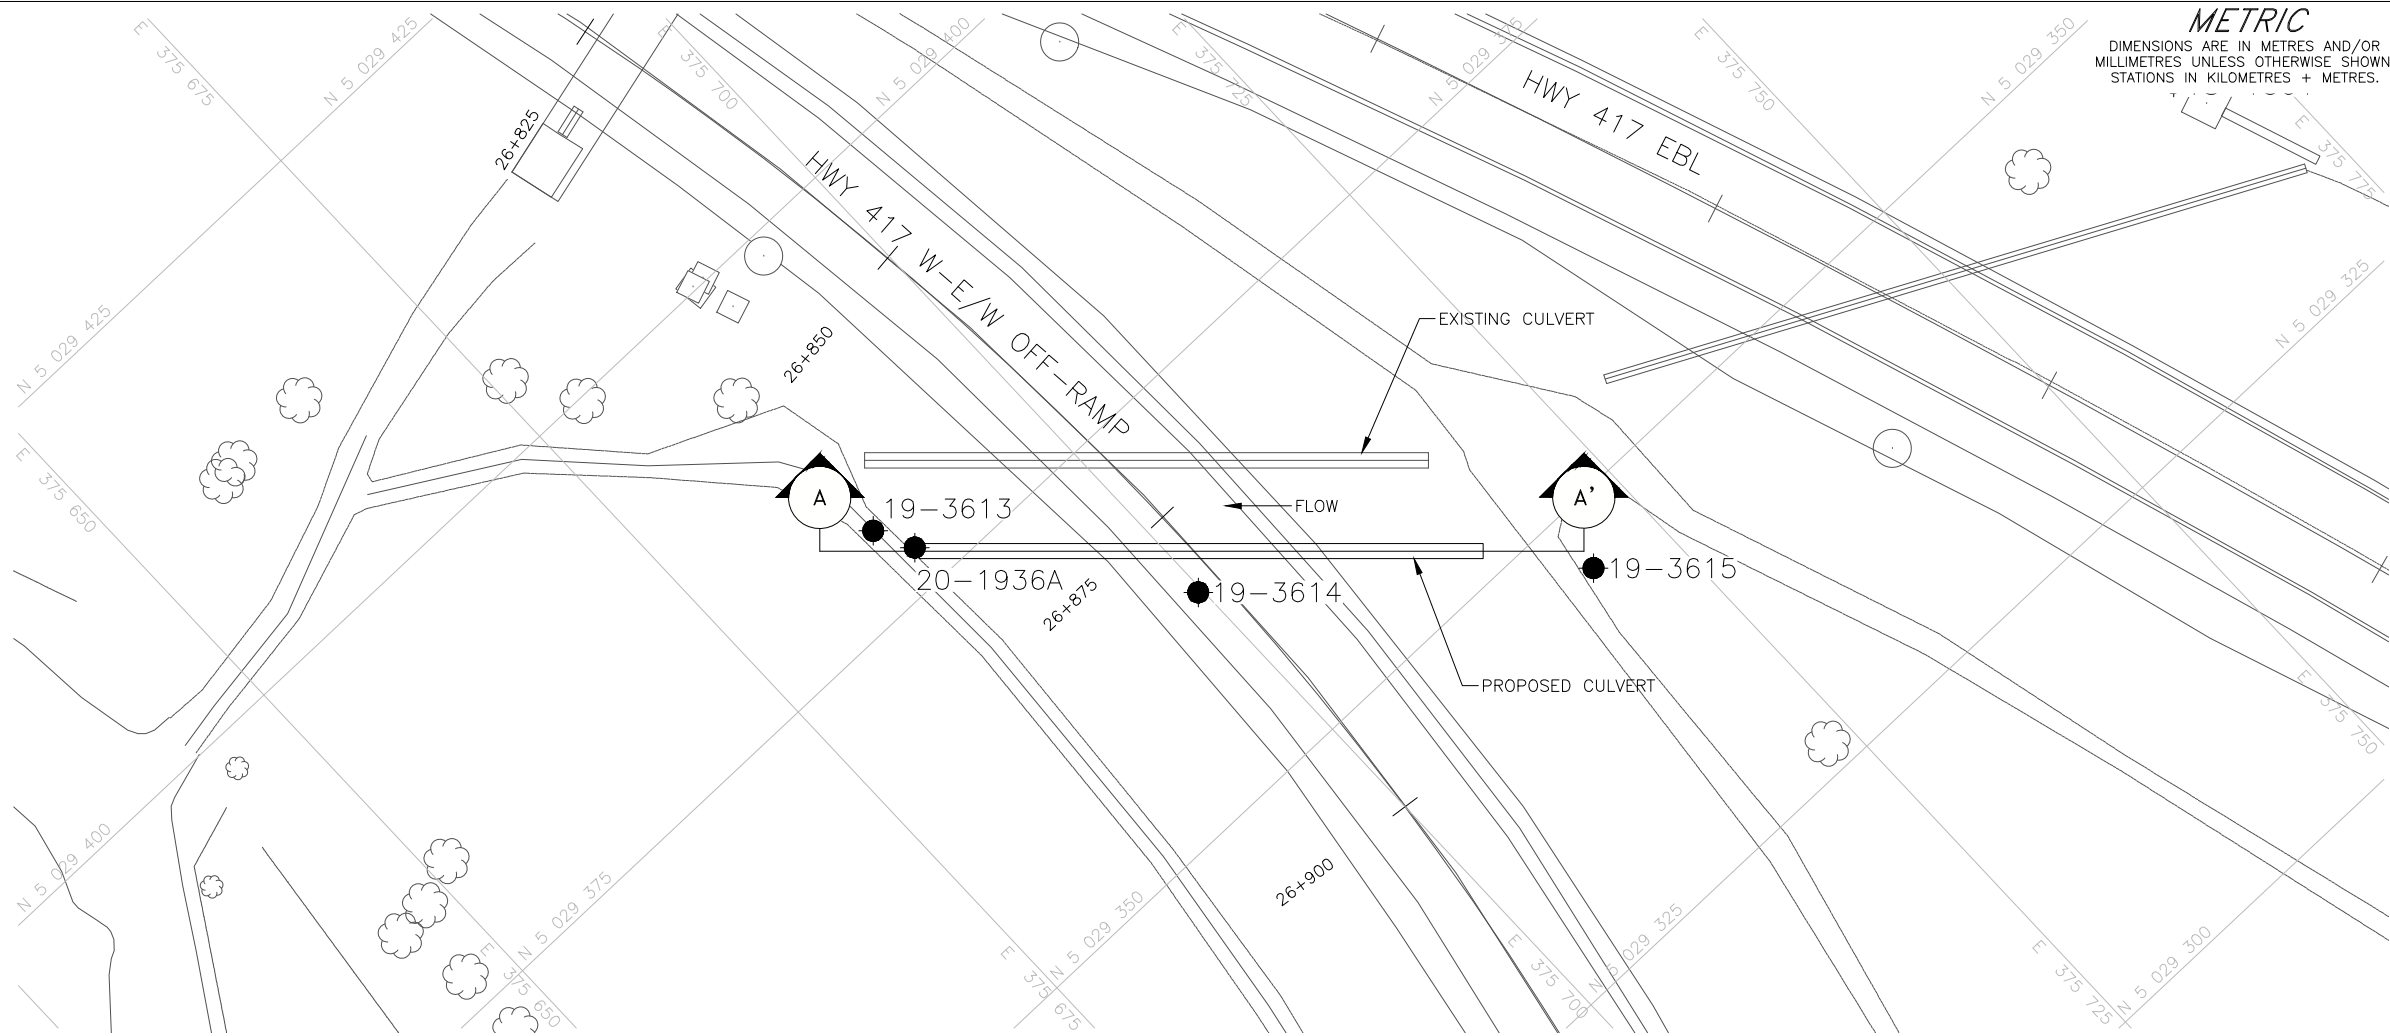 METRIC
DIMENSIONS ARE IN METRES AND/OR
MILLIMETRES UNLESS OTHERWISE SHOWN
STATIONS IN KILOMETRES + METRES.
E 375 675
N 5 029 425
E 375 700
N 5 029 400
E 375 725
N 5 029 375
E 375 750
N 5 029 350
E 375 775
HWY 417 EBL
26+825
HWY 417 W-E/W OFF-RAMP
N 5 029 425
26+850
EXISTING CULVERT
N 5 029 325
E 375 650
A
19-3613
FLOW
A'
20-1936A
26+875
19-3614
19-3615
PROPOSED CULVERT
E 375 750
N 5 029 400
N 5 029 375
26+900
N 5 029 350
N 5 029 325
N 5 029 300
E 375 650
E 375 675
E 375 700
E 375 725